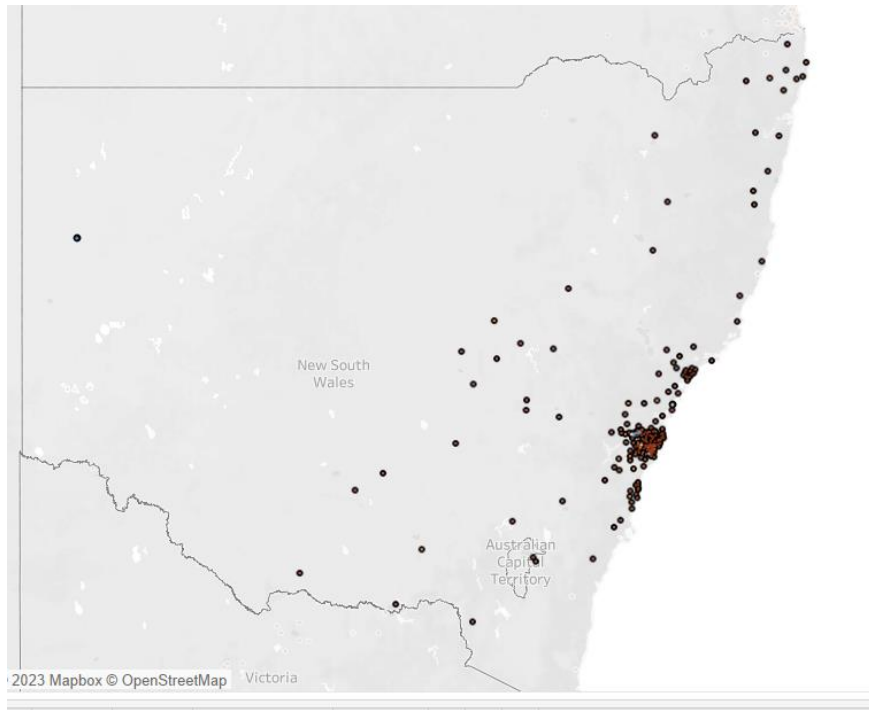 New South
Wales
Australian
Capital
Territory
Victoria
2023 Mapbox © OpenStreetMap